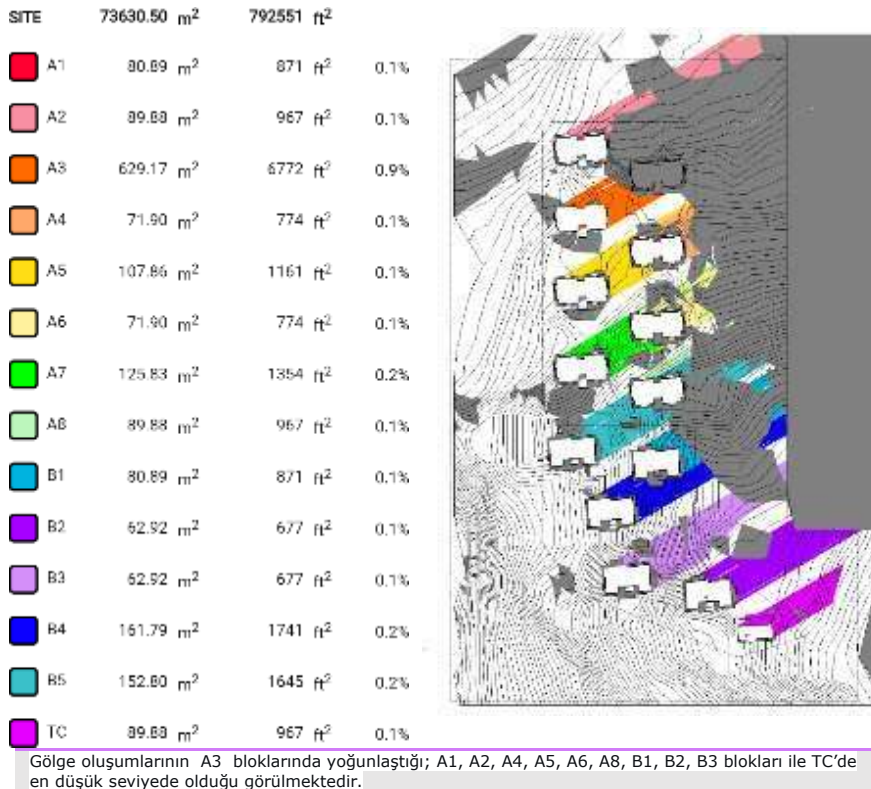 SITE 73630.50 m² 792551 ft²
A1 80.89 m² 871 ft² 0.1%
A2 89.88 m² 967 ft² 0.1%
A3 629.17 m² 6772 ft² 0.9%
A4 71.90 m² 774 ft² 0.1%
A5 107.86 m² 1161 ft² 0.1%
A6 71.90 m² 774 ft² 0.1%
A7 125.83 m² 1354 ft² 0.2%
A8 89.88 m² 967 ft² 0.1%
B1 80.89 m² 871 ft² 0.1%
B2 62.92 m² 677 ft² 0.1%
B3 62.92 m² 677 ft² 0.1%
B4 161.79 m² 1741 ft² 0.2%
B5 152.80 m² 1645 ft² 0.2%
TC 89.88 m² 967 ft² 0.1%
Gölge oluşumlarının A3 bloklarında yoğunlaştığı; A1, A2, A4, A5, A6, A8, B1, B2, B3 blokları ile TC’de
en düşük seviyede olduğu görülmektedir.